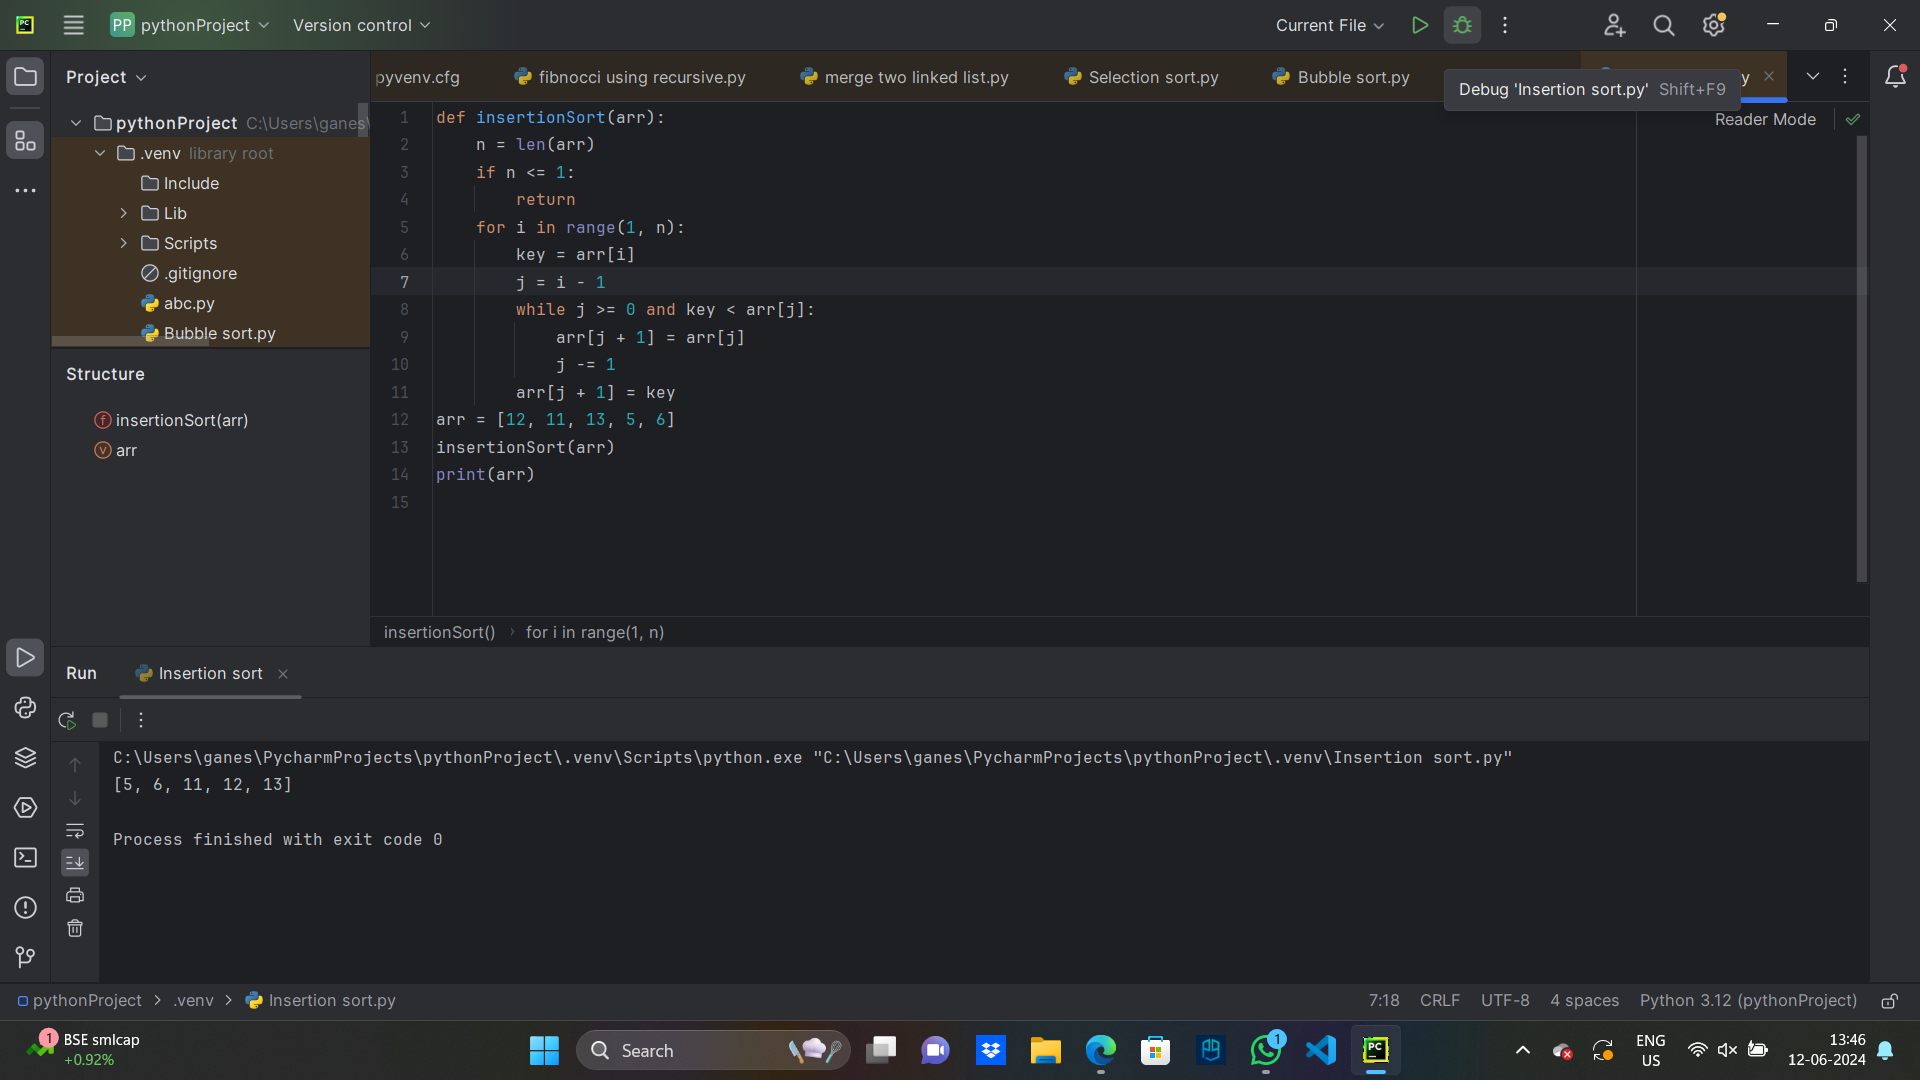 PP pythonProject Version control Current File
Project
pyvenv.cfg fibnocci using recursive.py merge two linked list.py Selection sort.py Bubble sort.py y
Debug 'Insertion sort.py' Shift+F9
Reader Mode
pythonProject C:\Users\ganes\
.venv library root
Include
Lib
Scripts
.gitignore
abc.py
Bubble sort.py
Structure
insertionSort(arr)
arr
1 def insertionSort(arr):
2     n = len(arr)
3     if n <= 1:
4         return
5     for i in range(1, n):
6         key = arr[i]
7         j = i - 1
8         while j >= 0 and key < arr[j]:
9             arr[j + 1] = arr[j]
10             j -= 1
11         arr[j + 1] = key
12 arr = [12, 11, 13, 5, 6]
13 insertionSort(arr)
14 print(arr)
15
insertionSort() › for i in range(1, n)
Run Insertion sort
C:\Users\ganes\PycharmProjects\pythonProject\.venv\Scripts\python.exe "C:\Users\ganes\PycharmProjects\pythonProject\.venv\Insertion sort.py"
[5, 6, 11, 12, 13]
Process finished with exit code 0
pythonProject > .venv > Insertion sort.py 7:18 CRLF UTF-8 4 spaces Python 3.12 (pythonProject)
1 BSE smlcap
+0.92%
Search
1
PC
ENG
US
13:46
12-06-2024